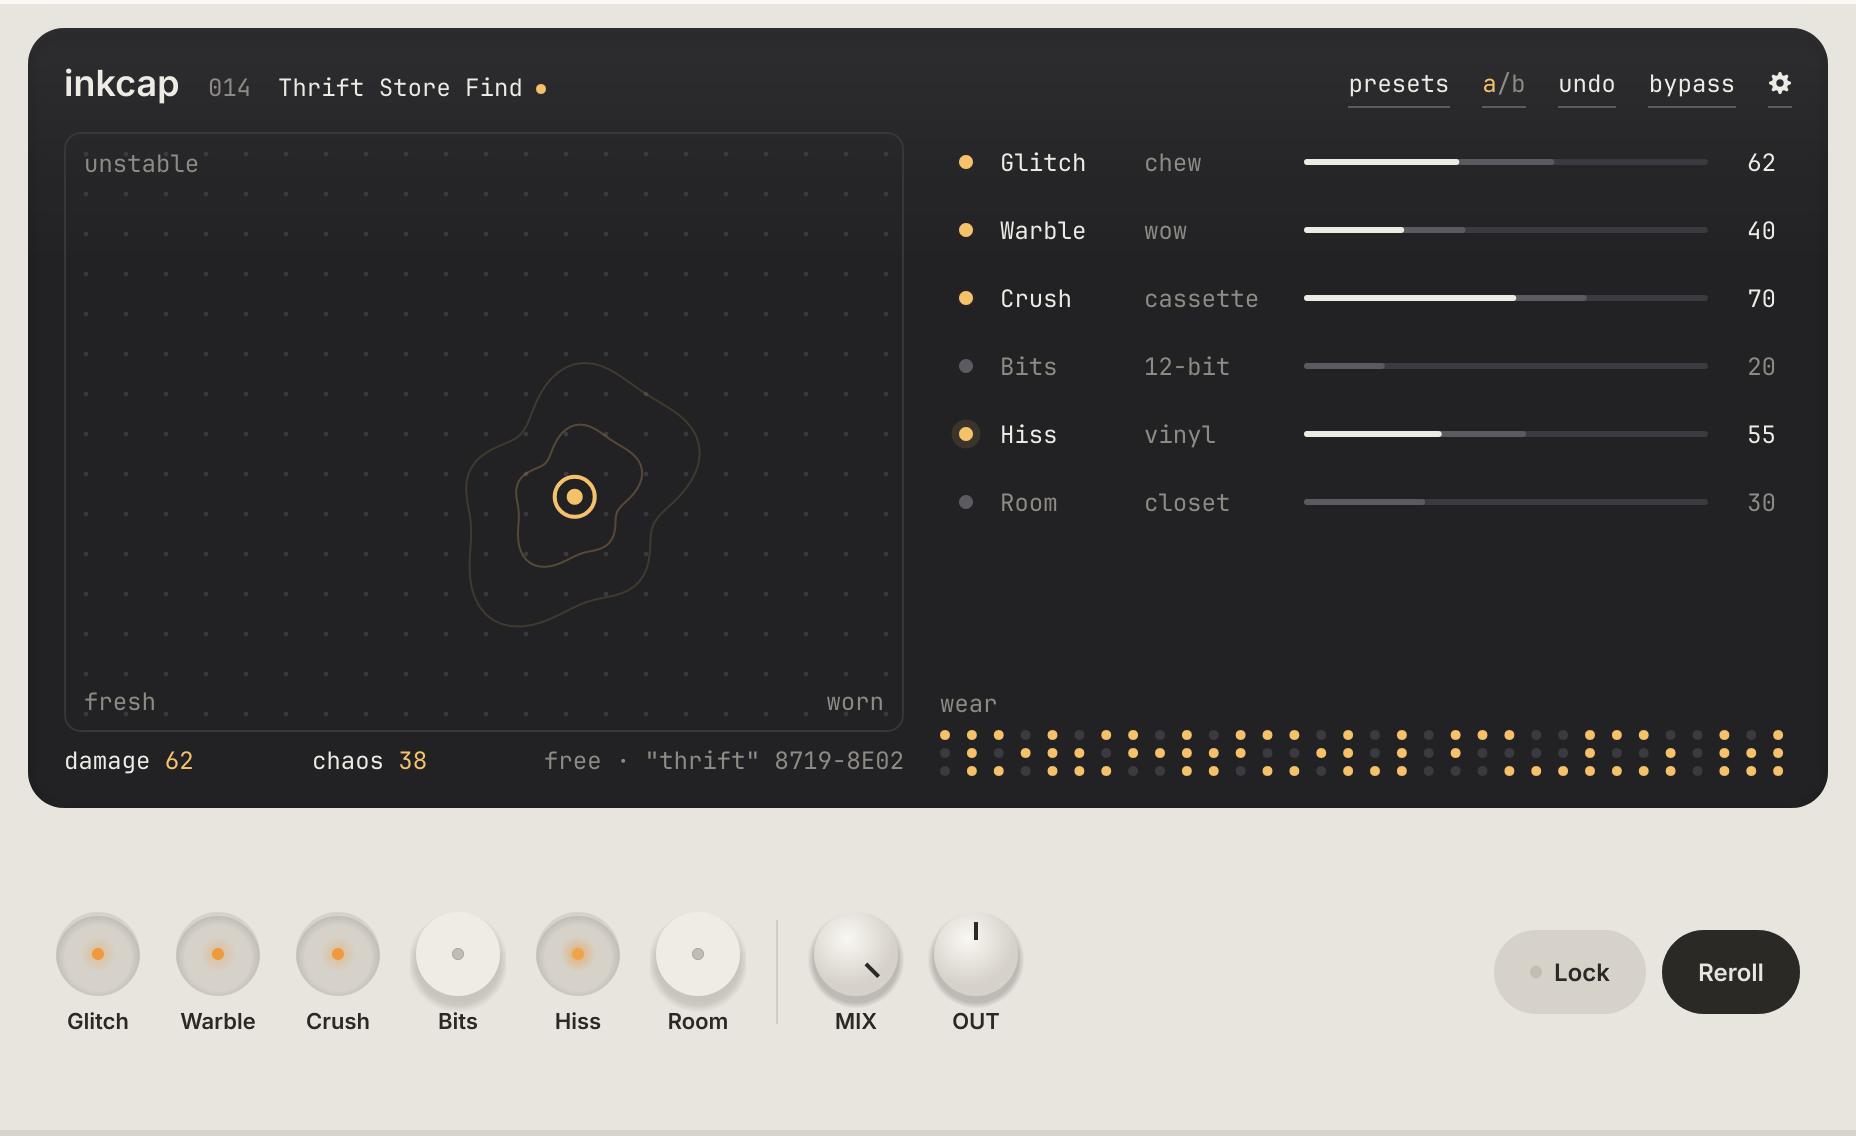 inkcap 014 Thrift Store Find
presets a/b undo bypass
unstable
fresh
worn
damage 62 chaos 38 free · "thrift" 8719-8E02
Glitch chew 62
Warble wow 40
Crush cassette 70
Bits 12-bit 20
Hiss vinyl 55
Room closet 30
wear
Glitch Warble Crush Bits Hiss Room MIX OUT
Lock Reroll